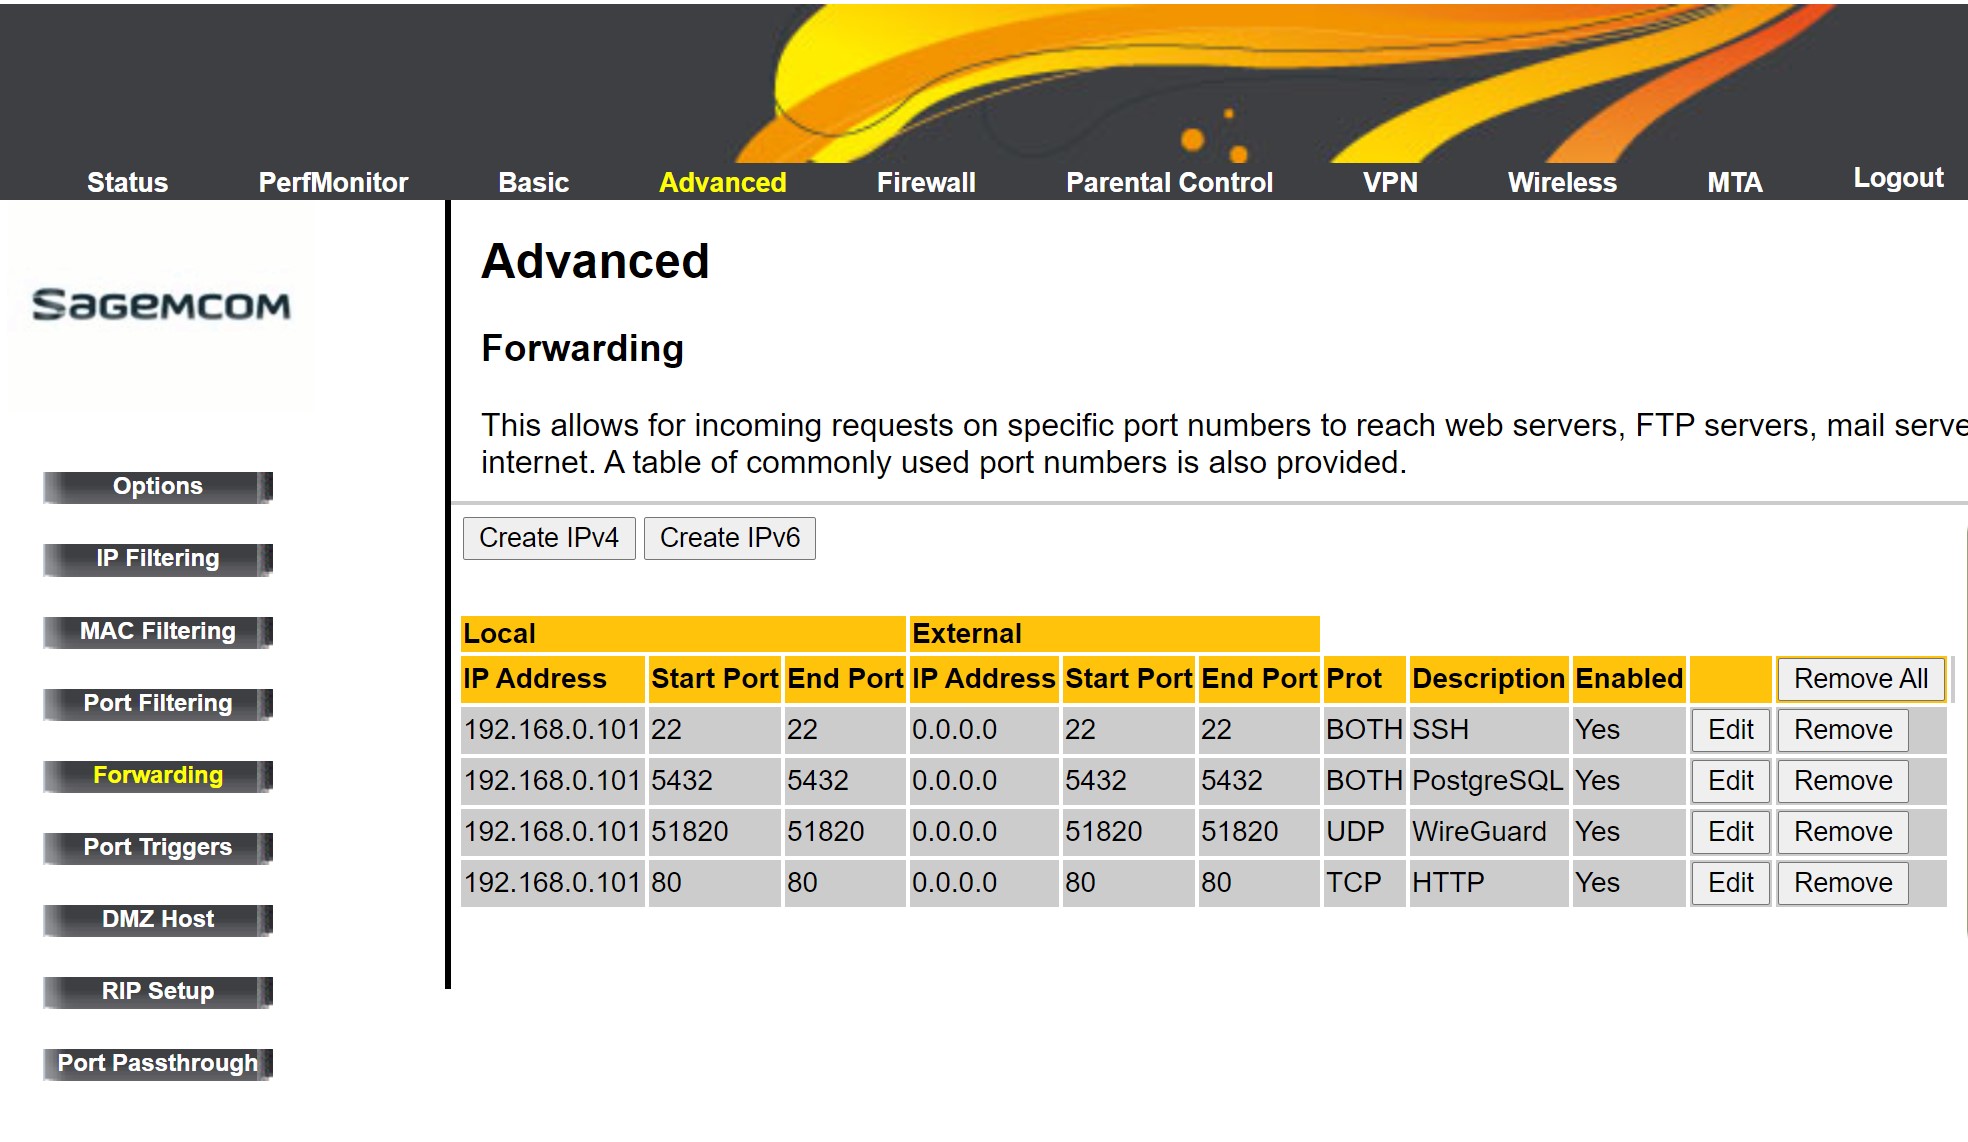 Status PerfMonitor Basic Advanced Firewall Parental Control VPN Wireless MTA Logout
SAGEMCOM
Options
IP Filtering
MAC Filtering
Port Filtering
Forwarding
Port Triggers
DMZ Host
RIP Setup
Port Passthrough
Advanced
Forwarding
This allows for incoming requests on specific port numbers to reach web servers, FTP servers, mail serve
internet. A table of commonly used port numbers is also provided.
Create IPv4 Create IPv6
Local External
IP Address Start Port End Port IP Address Start Port End Port Prot Description Enabled Remove All
192.168.0.101 22 22 0.0.0.0 22 22 BOTH SSH Yes Edit Remove
192.168.0.101 5432 5432 0.0.0.0 5432 5432 BOTH PostgreSQL Yes Edit Remove
192.168.0.101 51820 51820 0.0.0.0 51820 51820 UDP WireGuard Yes Edit Remove
192.168.0.101 80 80 0.0.0.0 80 80 TCP HTTP Yes Edit Remove